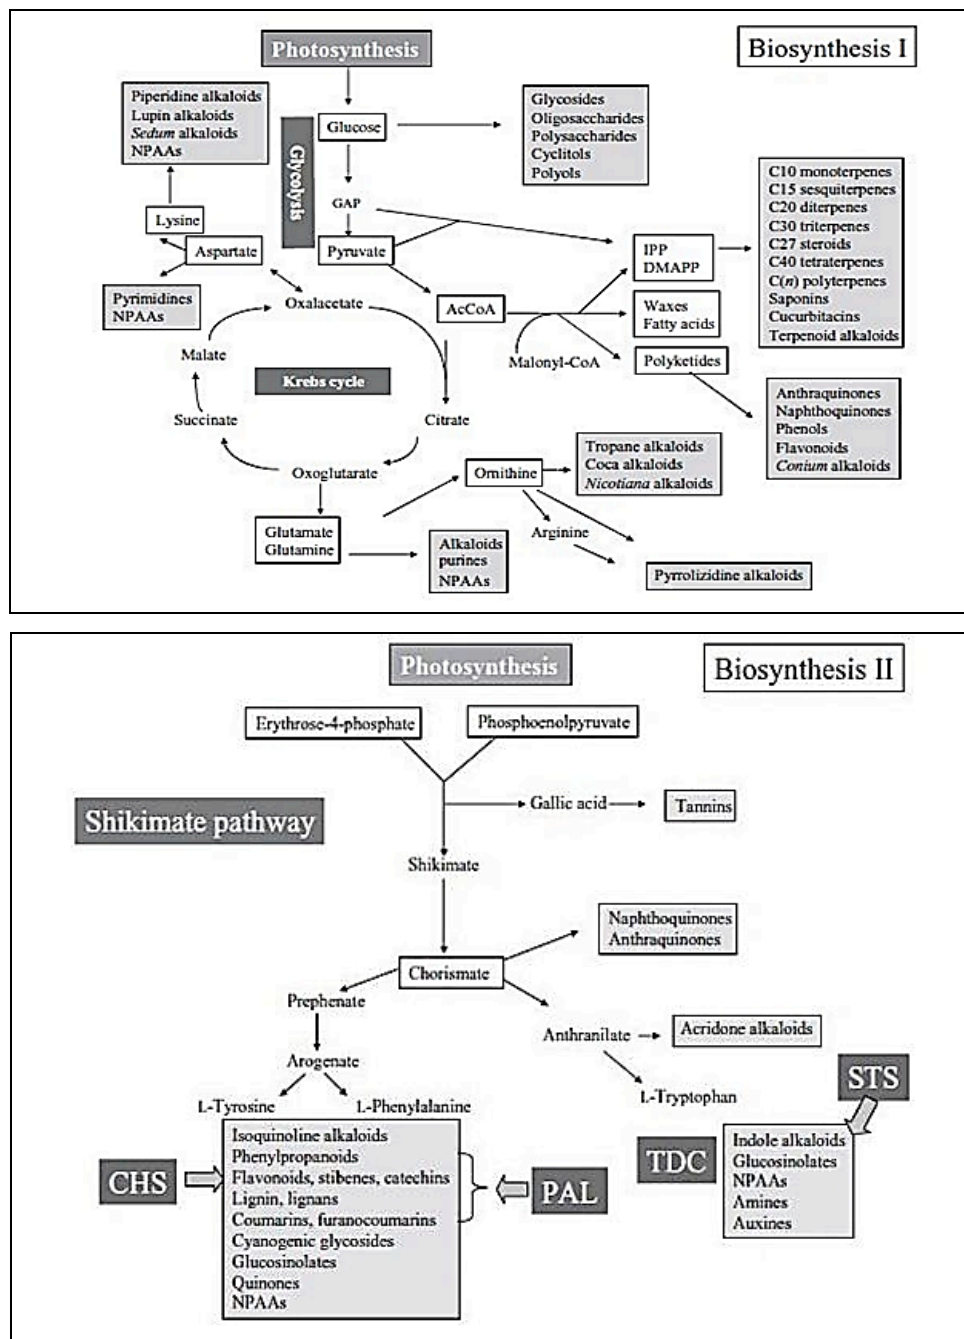 Photosynthesis
Biosynthesis I
Piperidine alkaloids
Lupin alkaloids
Sedum alkaloids
NPAAs
Glucose
Glycosides
Oligosaccharides
Polysaccharides
Cyclitols
Polyols
Glycolysis
GAP
Lysine
Aspartate
Pyruvate
IPP
DMAPP
C10 monoterpenes
C15 sesquiterpenes
C20 diterpenes
C30 triterpenes
C27 steroids
C40 tetraterpenes
C(n) polyterpenes
Saponins
Cucurbitacins
Terpenoid alkaloids
Pyrimidines
NPAAs
Oxalacetate
AcCoA
Waxes
Fatty acids
Malate
Malonyl-CoA
Polyketides
Krebs cycle
Anthraquinones
Naphthoquinones
Phenols
Flavonoids
Conium alkaloids
Succinate
Citrate
Oxoglutarate
Ornithine
Tropane alkaloids
Coca alkaloids
Nicotiana alkaloids
Glutamate
Glutamine
Alkaloids
purines
NPAAs
Arginine
Pyrrolizidine alkaloids
Photosynthesis
Biosynthesis II
Erythrose-4-phosphate
Phosphoenolpyruvate
Shikimate pathway
Gallic acid
Tannins
Shikimate
Naphthoquinones
Anthraquinones
Chorismate
Prephenate
Anthranilate
Acridone alkaloids
Arogenate
L-Tyrosine
L-Phenylalanine
L-Tryptophan
STS
CHS
Isoquinoline alkaloids
Phenylpropanoids
Flavonoids, stibenes, catechins
Lignin, lignans
Coumarins, furanocoumarins
Cyanogenic glycosides
Glucosinolates
Quinones
NPAAs
PAL
TDC
Indole alkaloids
Glucosinolates
NPAAs
Amines
Auxines